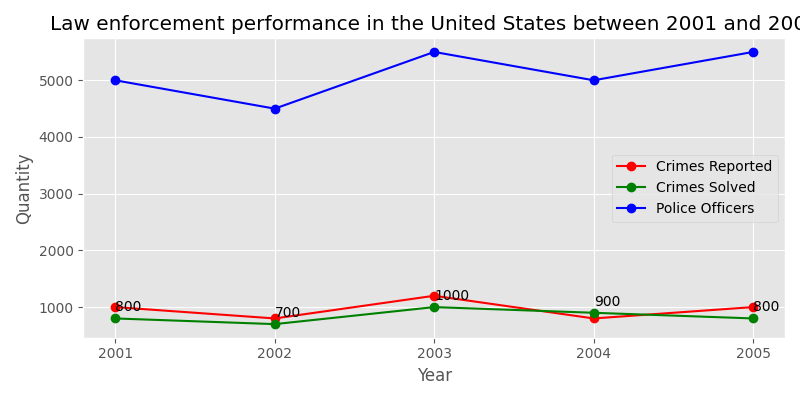 Law enforcement performance in the United States between 2001 and 200
5000
4000
3000
2000
1000
Quantity
Crimes Reported
Crimes Solved
Police Officers
800
700
1000
900
800
2001
2002
2003
2004
2005
Year